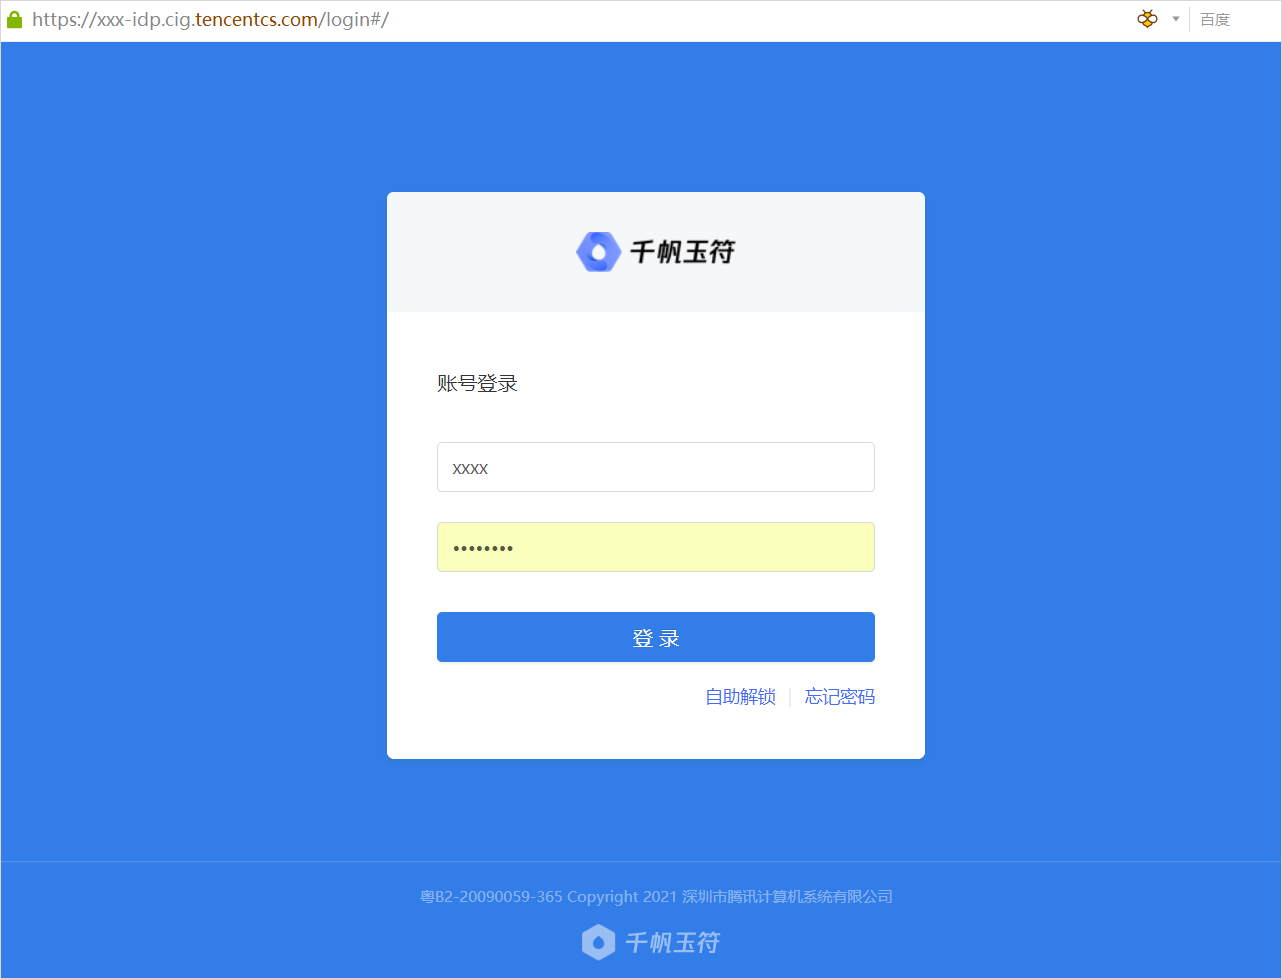 https://xxx-idp.cig.tencentcs.com/login#/
百度
千帆玉符
账号登录
xxxx
••••••••
登 录
自助解锁 | 忘记密码
粤B2-20090059-365 Copyright 2021 深圳市腾讯计算机系统有限公司
千帆玉符